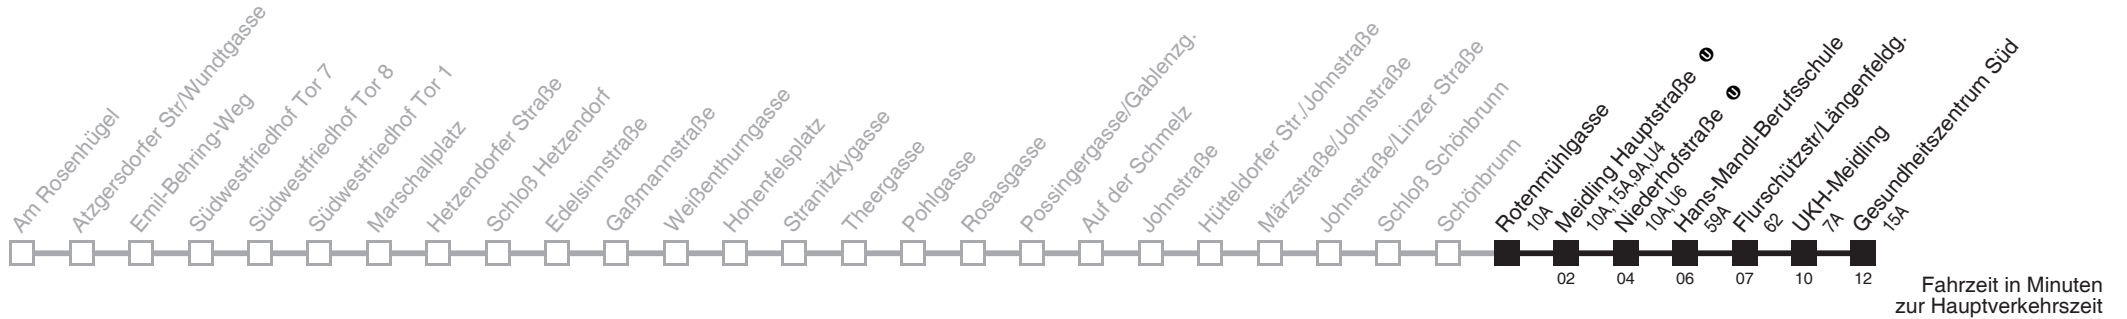 Am Rosenhügel
Atzgersdorfer Str/Wundtgasse
Emil-Behring-Weg
Südwestfriedhof Tor 7
Südwestfriedhof Tor 8
Südwestfriedhof Tor 1
Marschallplatz
Hetzendorfer Straße
Schloß Hetzendorf
Edelsinnstraße
Gaßmannstraße
Weißenthurngasse
Hohenfelsplatz
Stranitzkygasse
Theergasse
Pohlgasse
Rosasgasse
Possingergasse/Gablenzg.
Auf der Schmelz
Johnstraße
Hütteldorfer Str./Johnstraße
Märzstraße/Johnstraße
Johnstraße/Linzer Straße
Schloß Schönbrunn
Schönbrunn
Rotenmühlgasse
10A
Meidling Hauptstraße U
10A,15A,9A,U4
Niederhofstraße U
10A,U6
Hans-Mandl-Berufsschule
59A
Flurschützstr/Längenfeldg.
62
UKH-Meidling
7A
Gesundheitszentrum Süd
15A
02 04 06 07 10 12
Fahrzeit in Minuten
zur Hauptverkehrszeit